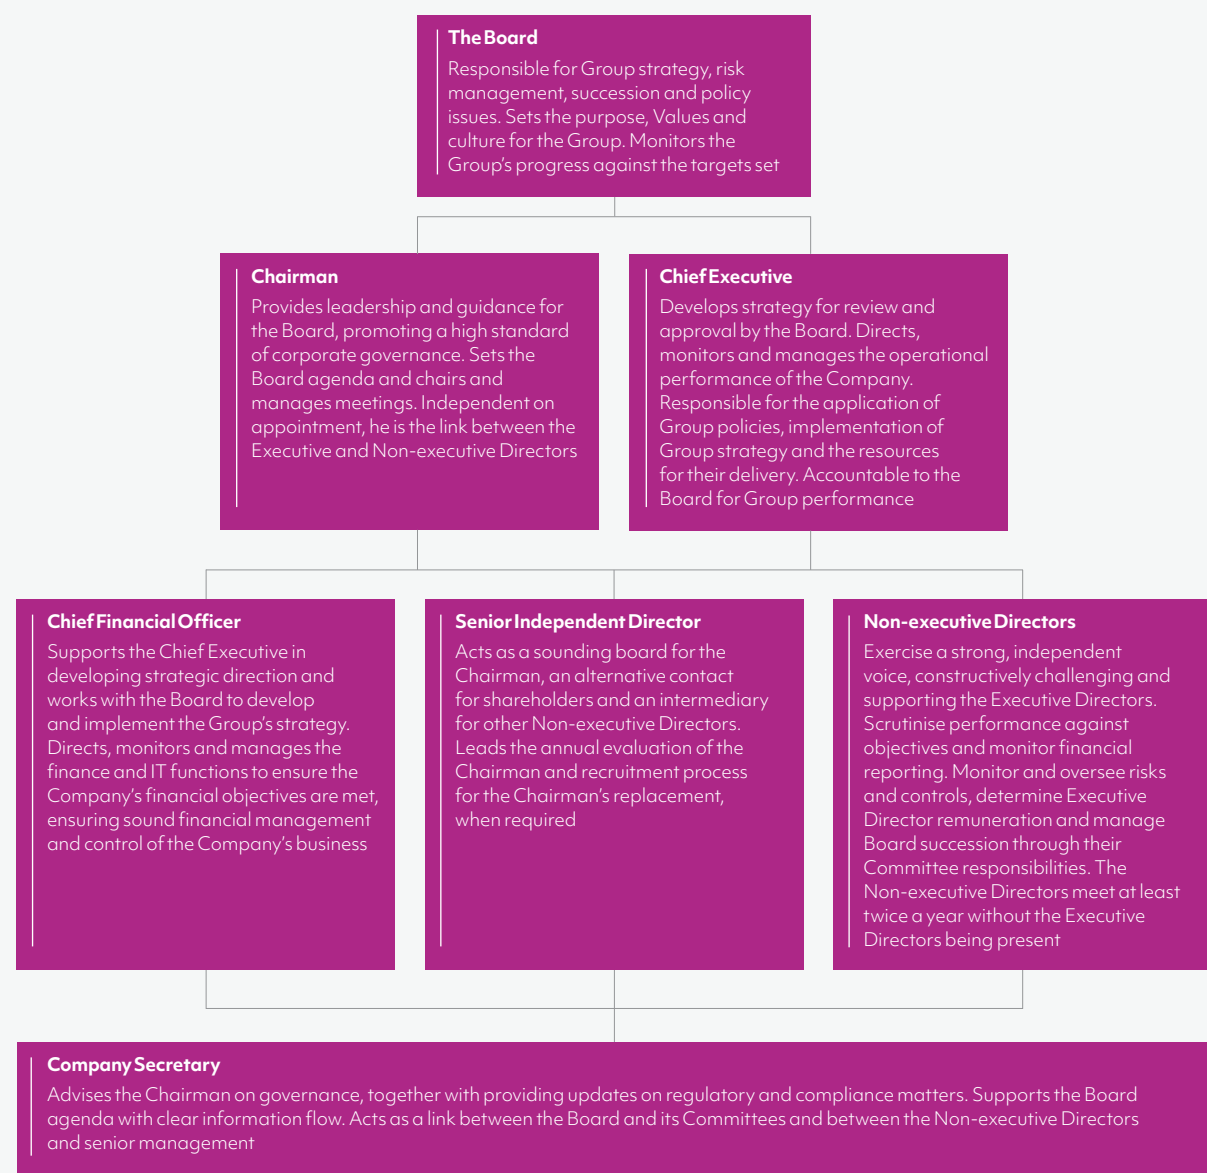 The Board
Responsible for Group strategy, risk
management, succession and policy
issues. Sets the purpose, Values and
culture for the Group. Monitors the
Group's progress against the targets set
Chairman
Provides leadership and guidance for
the Board, promoting a high standard
of corporate governance. Sets the
Board agenda and chairs and
manages meetings. Independent on
appointment, he is the link between the
Executive and Non-executive Directors
Chief Executive
Develops strategy for review and
approval by the Board. Directs,
monitors and manages the operational
performance of the Company.
Responsible for the application of
Group policies, implementation of
Group strategy and the resources
for their delivery. Accountable to the
Board for Group performance
Chief Financial Officer
Supports the Chief Executive in
developing strategic direction and
works with the Board to develop
and implement the Group's strategy.
Directs, monitors and manages the
finance and IT functions to ensure the
Company's financial objectives are met,
ensuring sound financial management
and control of the Company's business
Senior Independent Director
Acts as a sounding board for the
Chairman, an alternative contact
for shareholders and an intermediary
for other Non-executive Directors.
Leads the annual evaluation of the
Chairman and recruitment process
for the Chairman's replacement,
when required
Non-executive Directors
Exercise a strong, independent
voice, constructively challenging and
supporting the Executive Directors.
Scrutinise performance against
objectives and monitor financial
reporting. Monitor and oversee risks
and controls, determine Executive
Director remuneration and manage
Board succession through their
Committee responsibilities. The
Non-executive Directors meet at least
twice a year without the Executive
Directors being present
Company Secretary
Advises the Chairman on governance, together with providing updates on regulatory and compliance matters. Supports the Board
agenda with clear information flow. Acts as a link between the Board and its Committees and between the Non-executive Directors
and senior management